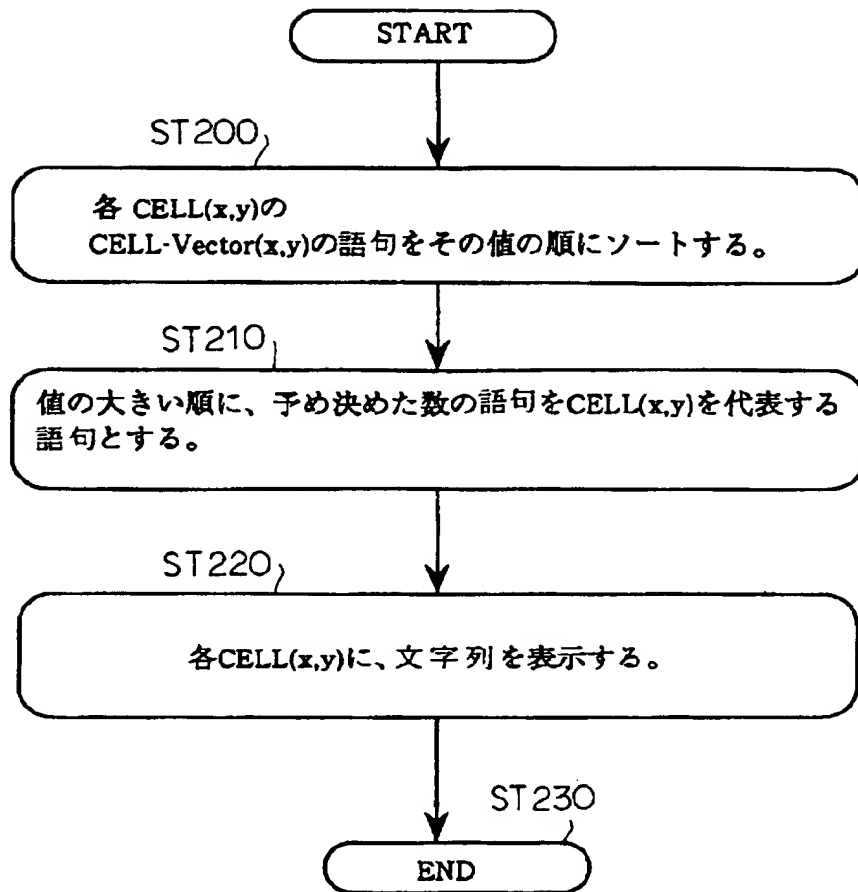 START
ST200
各 CELL(x,y)の
CELL-Vector(x,y)の語句をその値の順にソートする。
ST210
値の大きい順に、予め決めた数の語句をCELL(x,y)を代表する
語句とする。
ST220
各CELL(x,y)に、文字列を表示する。
ST230
END